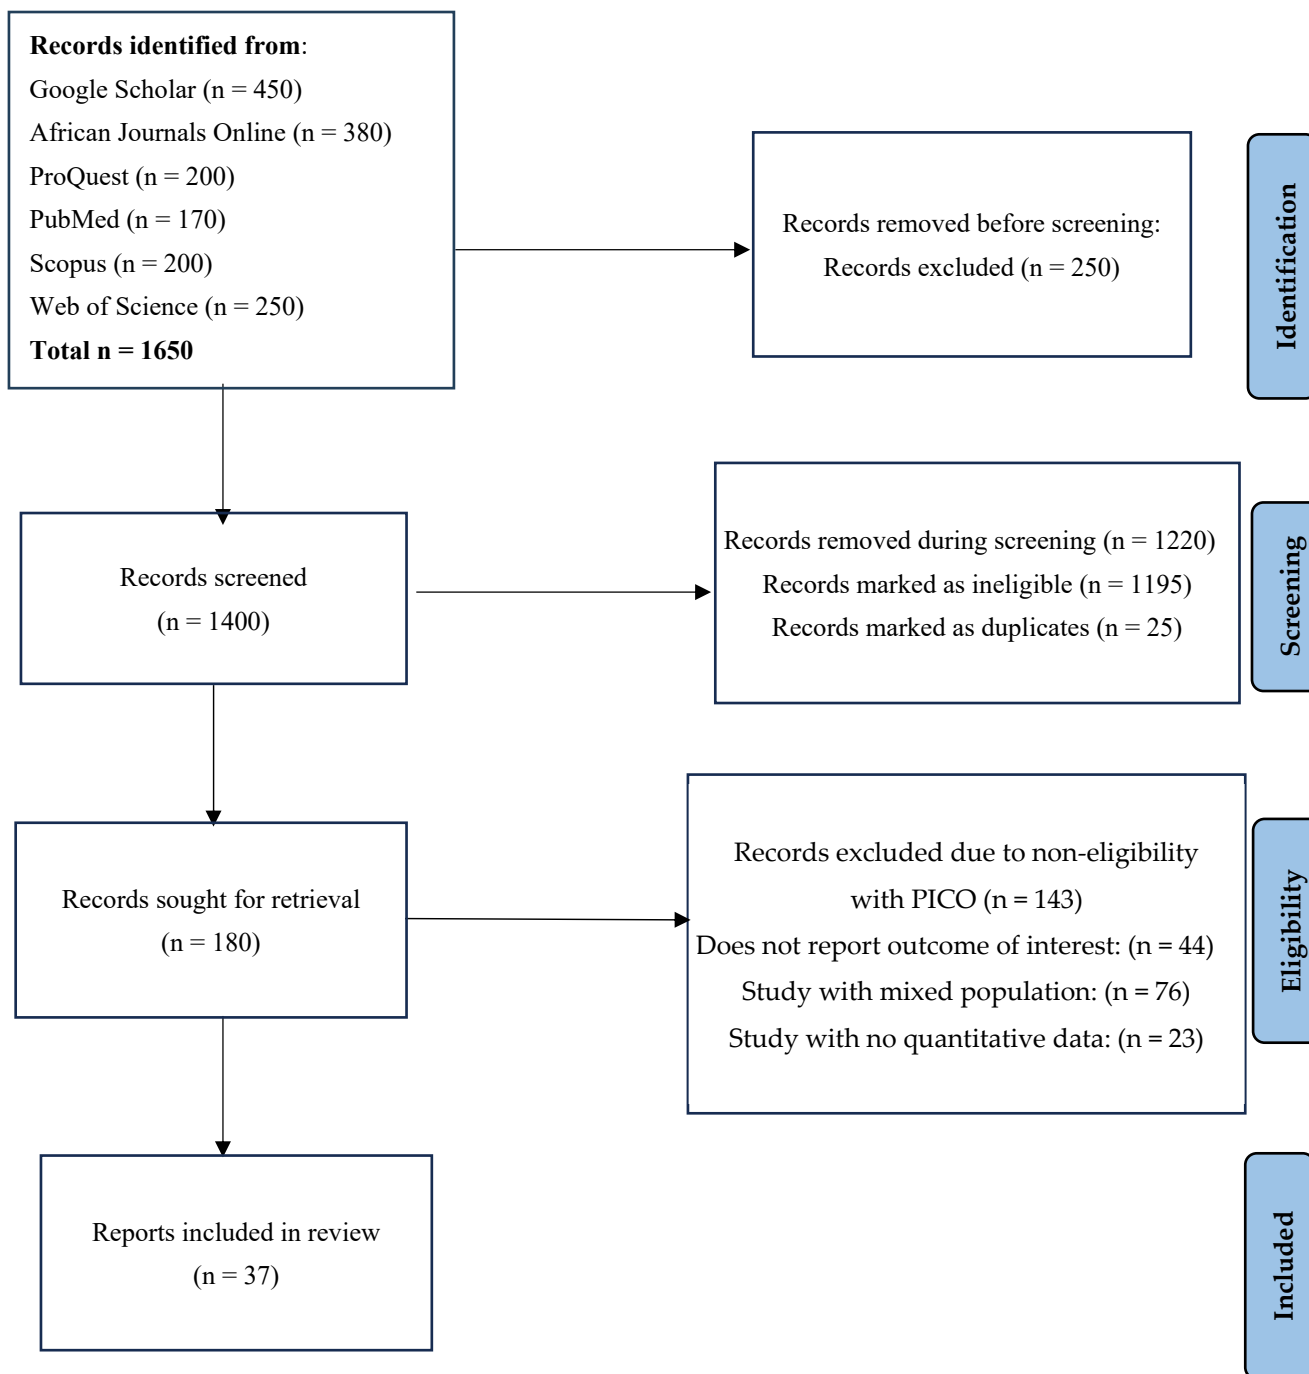 Records identified from:
Google Scholar (n = 450)
African Journals Online (n = 380)
ProQuest (n = 200)
PubMed (n = 170)
Scopus (n = 200)
Web of Science (n = 250)
Total n = 1650
Records removed before screening:
Records excluded (n = 250)
Identification
Records screened
(n = 1400)
Records removed during screening (n = 1220)
Records marked as ineligible (n = 1195)
Records marked as duplicates (n = 25)
Screening
Records sought for retrieval
(n = 180)
Records excluded due to non-eligibility
with PICO (n = 143)
Does not report outcome of interest: (n = 44)
Study with mixed population: (n = 76)
Study with no quantitative data: (n = 23)
Eligibility
Reports included in review
(n = 37)
Included